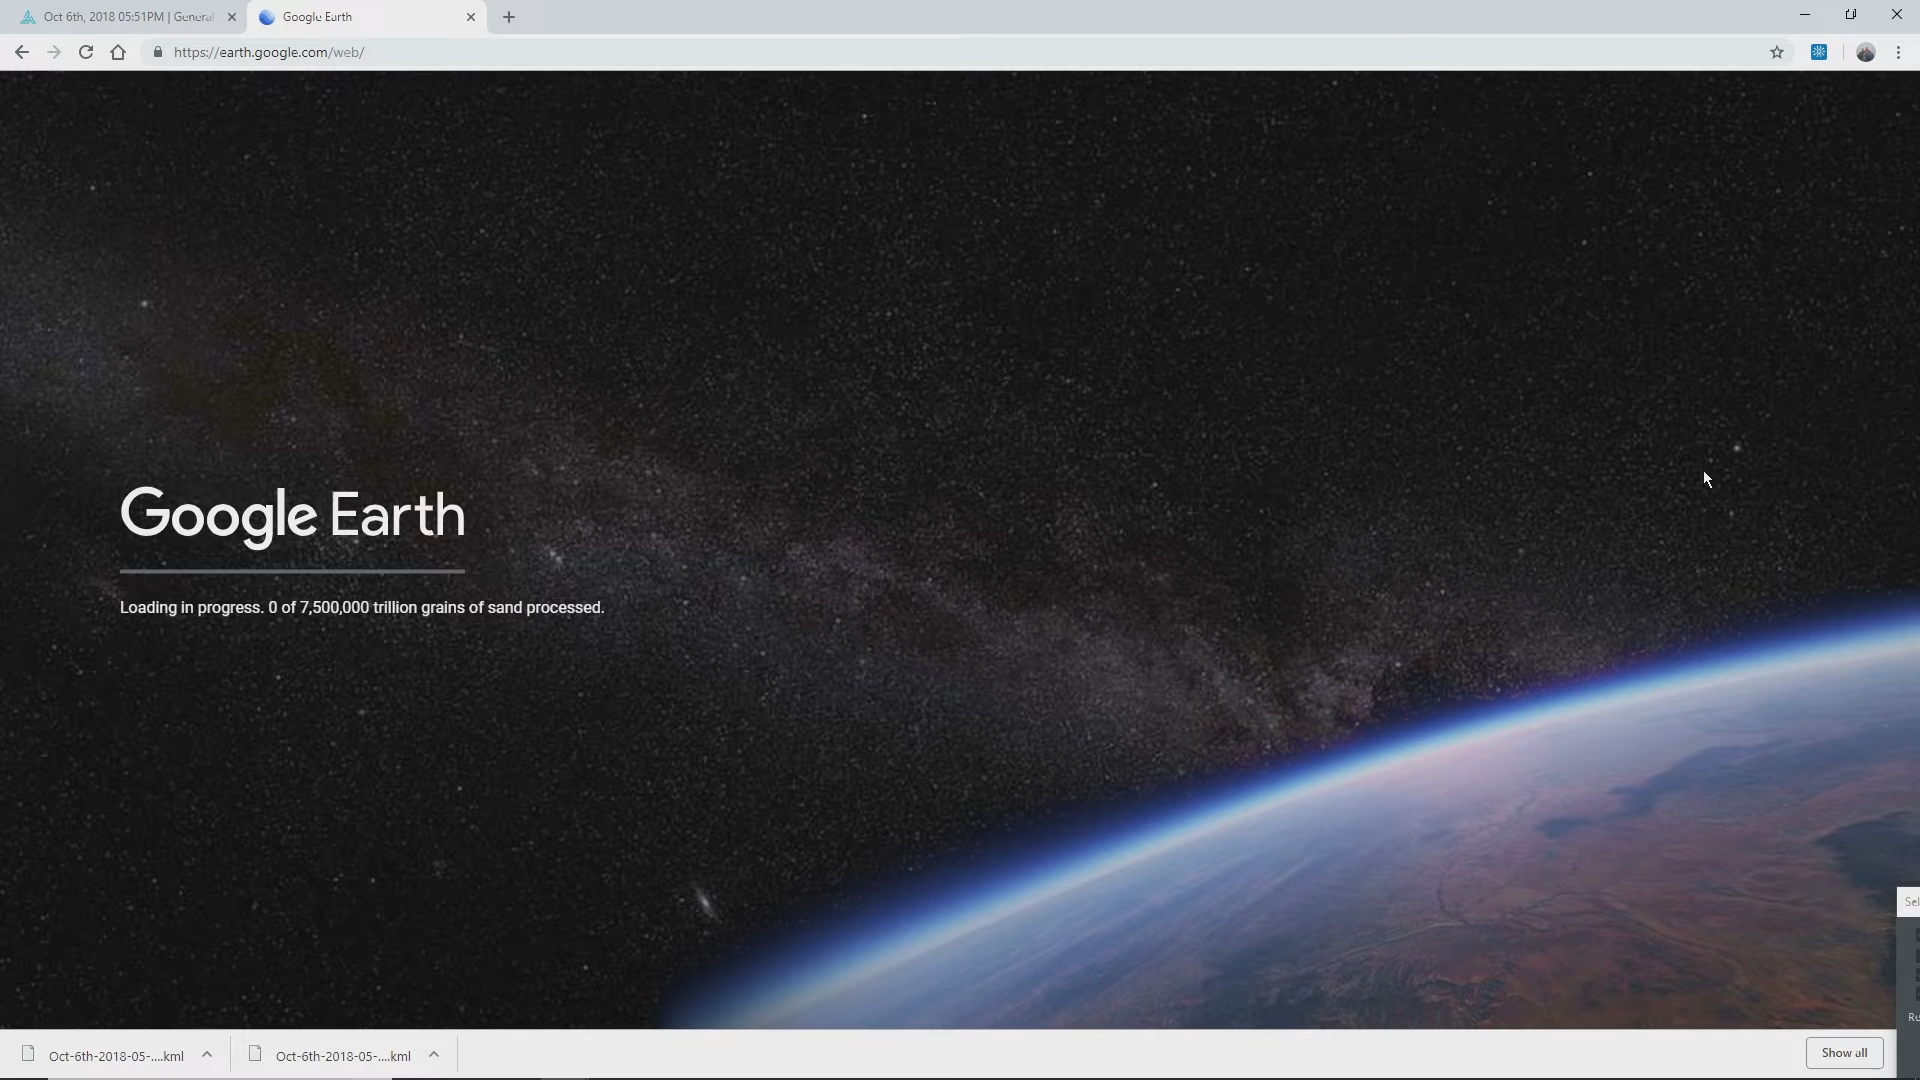 Oct 6th, 2018 05:51PM | General
Google Earth
https://earth.google.com/web/
Google Earth
Loading in progress. 0 of 7,500,000 trillion grains of sand processed.
Sel
Ru
Oct-6th-2018-05-....kml
Oct-6th-2018-05-....kml
Show all